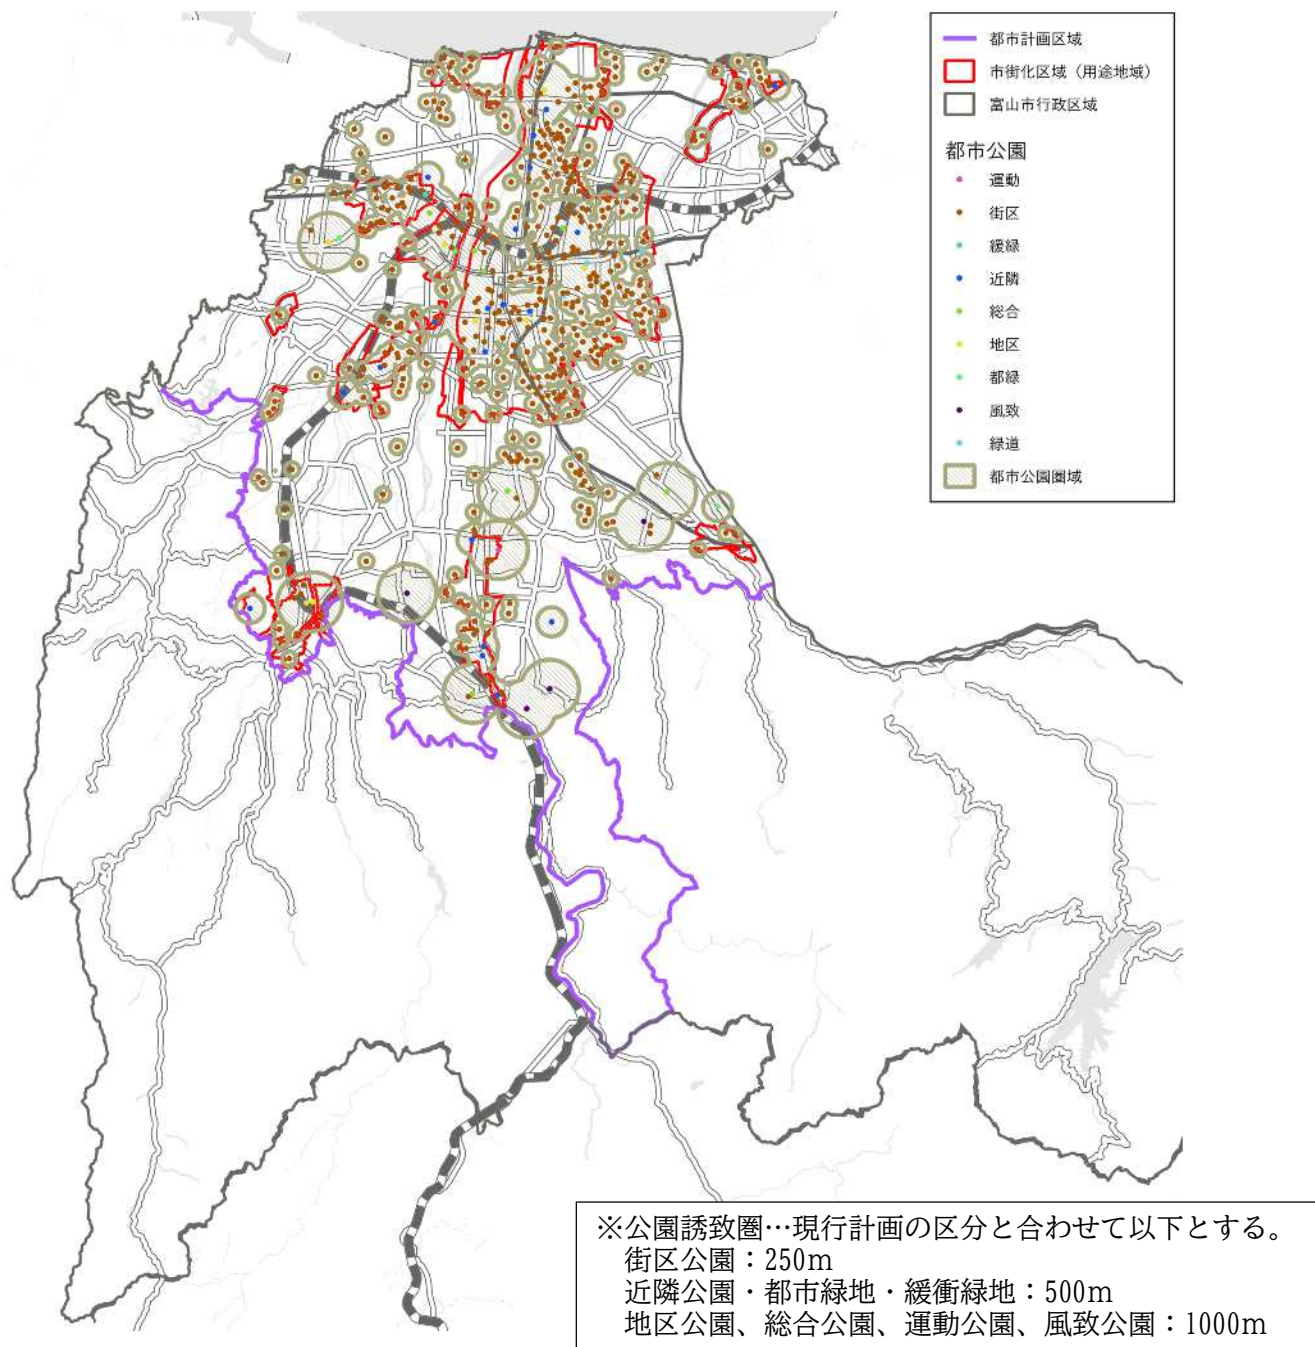 都市計画区域
市街化区域（用途地域）
富山市行政区域
都市公園
運動
街区
緩緑
近隣
総合
地区
都緑
風致
緑道
都市公園圏域
※公園誘致圏…現行計画の区分と合わせて以下とする。
街区公園：250m
近隣公園・都市緑地・緩衝緑地：500m
地区公園、総合公園、運動公園、風致公園：1000m